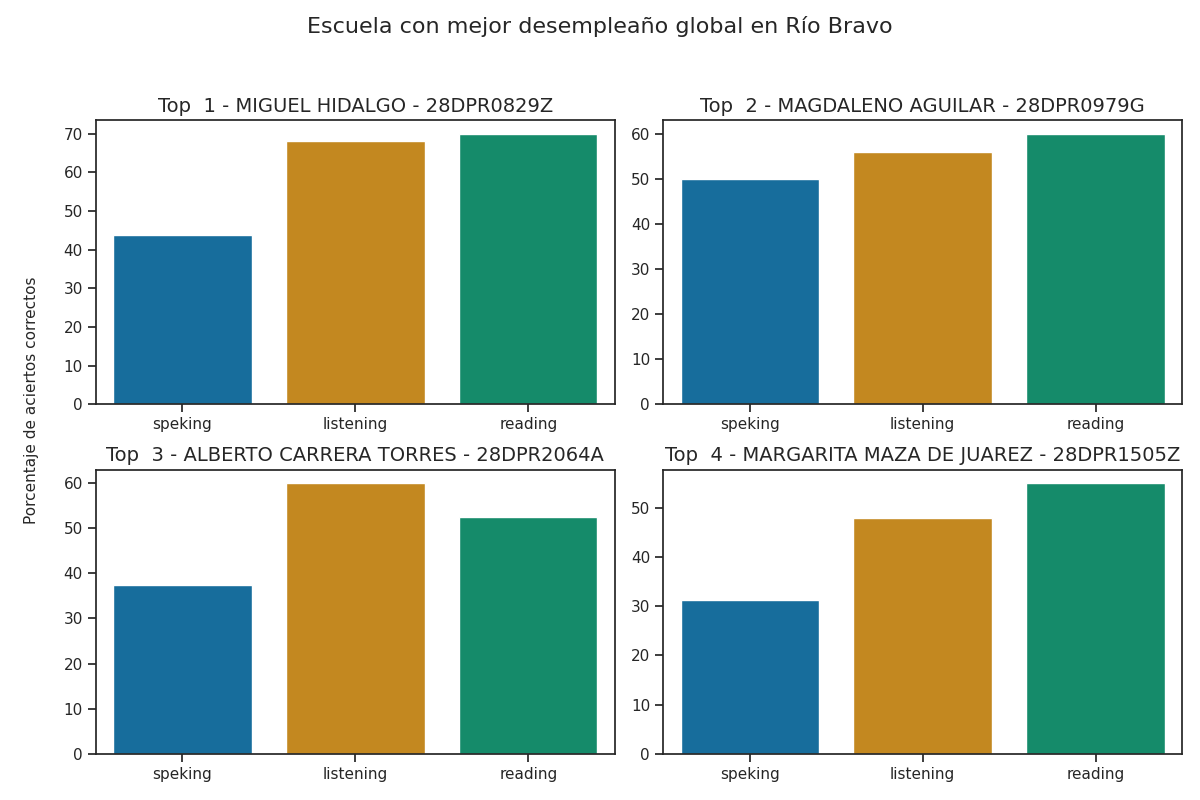 Escuela con mejor desempleaño global en Río Bravo
Porcentaje de aciertos correctos
Top  1 - MIGUEL HIDALGO - 28DPR0829Z
70
60
50
40
30
20
10
0
speking
listening
reading
Top  2 - MAGDALENO AGUILAR - 28DPR0979G
60
50
40
30
20
10
0
speking
listening
reading
Top  3 - ALBERTO CARRERA TORRES - 28DPR2064A
60
50
40
30
20
10
0
speking
listening
reading
Top  4 - MARGARITA MAZA DE JUAREZ - 28DPR1505Z
50
40
30
20
10
0
speking
listening
reading